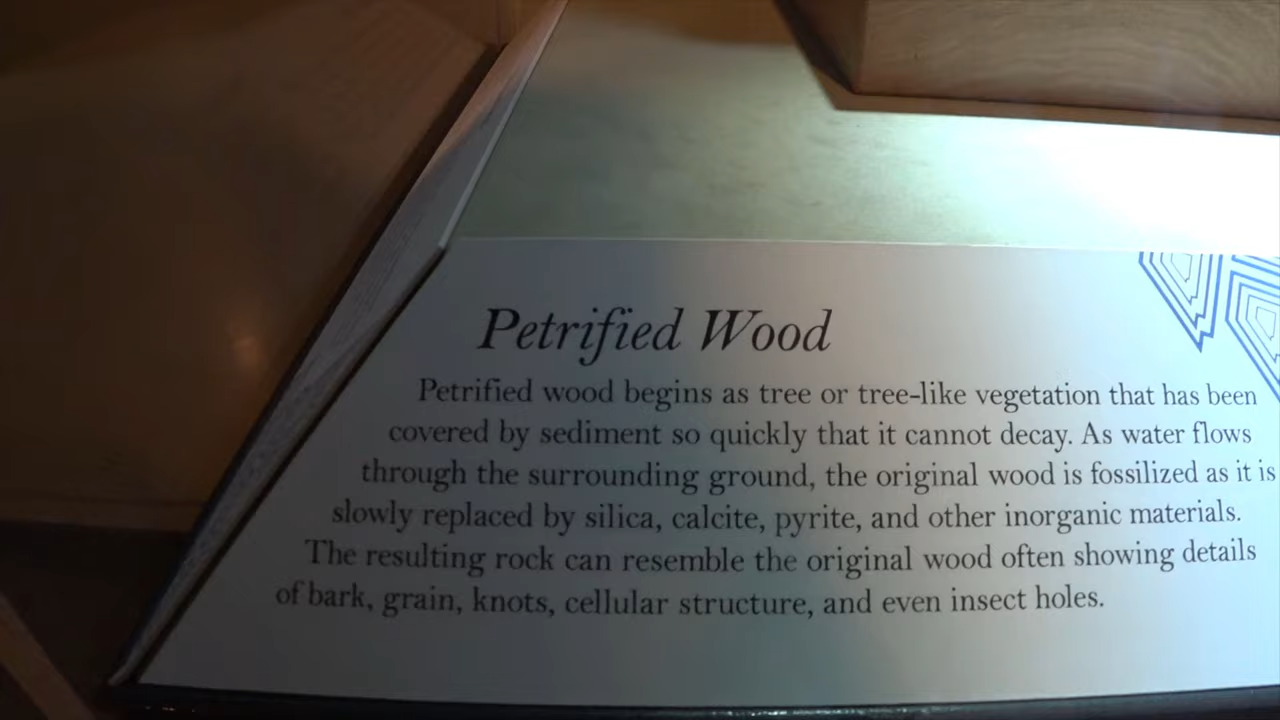 Petrified Wood
Petrified wood begins as tree or tree-like vegetation that has been
covered by sediment so quickly that it cannot decay. As water flows
through the surrounding ground, the original wood is fossilized as it is
slowly replaced by silica, calcite, pyrite, and other inorganic materials.
The resulting rock can resemble the original wood often showing details
of bark, grain, knots, cellular structure, and even insect holes.